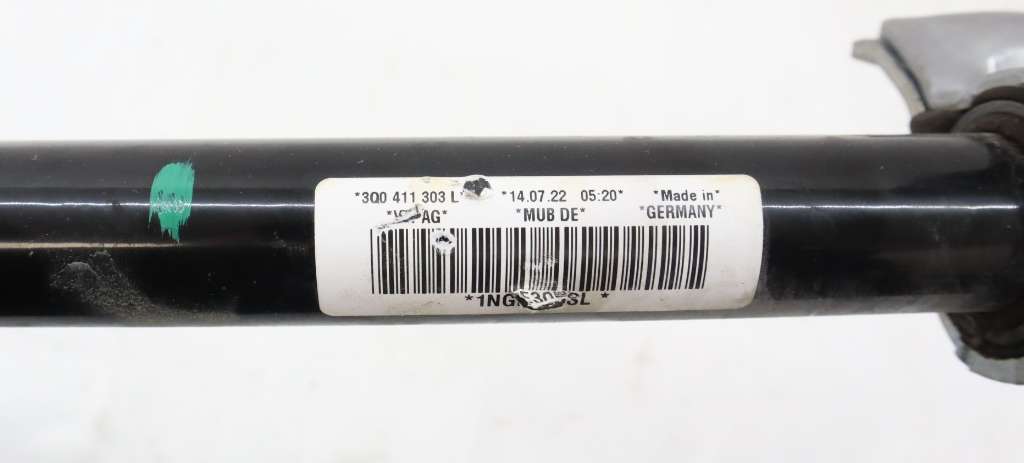 *3Q0 411 303 L* *14.07.22 05:20* *Made in*
*MUB DE* *GERMANY*